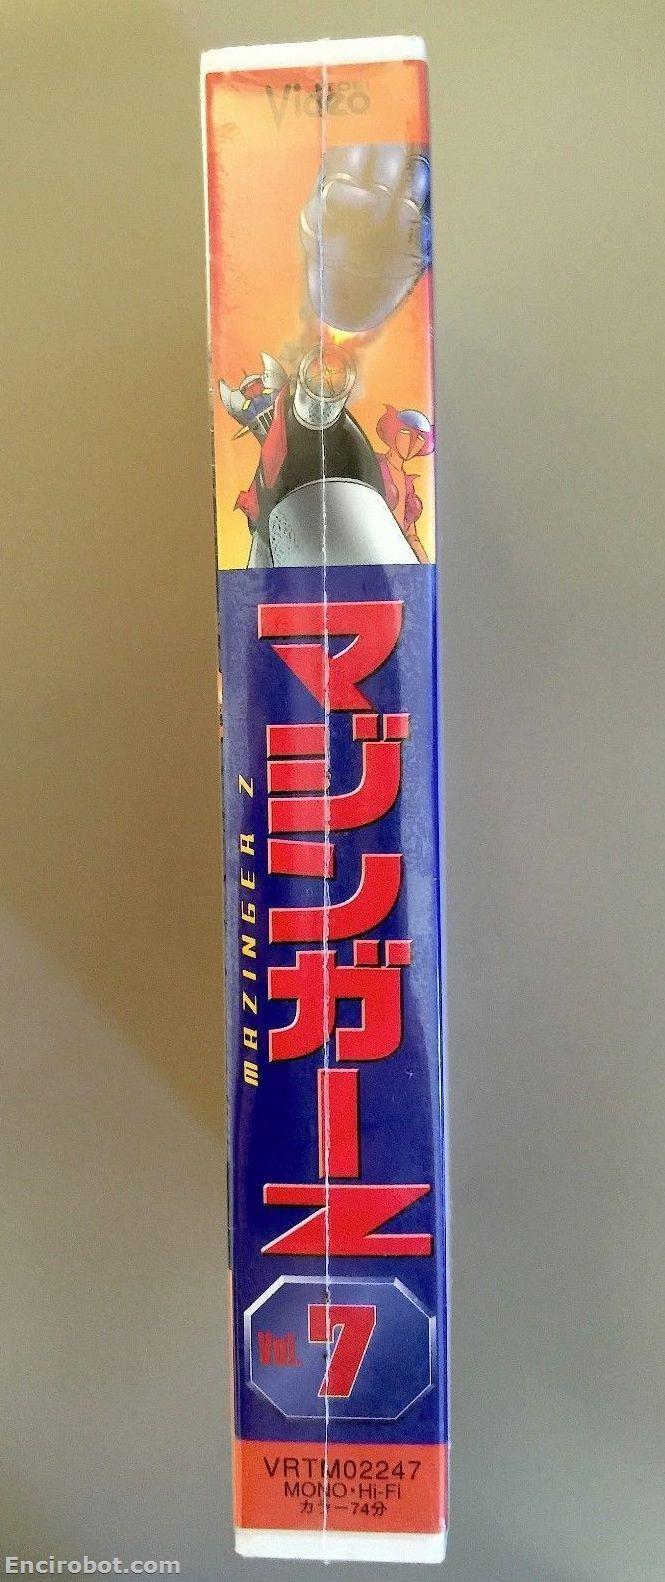 Video
マジンガーZ
MAZINGER Z
Vol. 7
VRTM02247
MONO・Hi-Fi
カラー74分
Encirobot.com